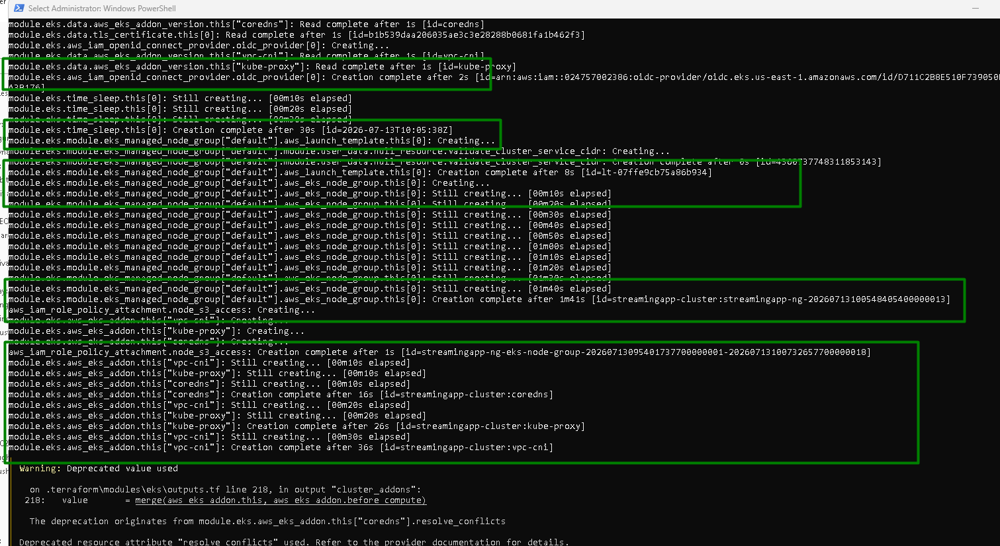 Select Administrator: Windows PowerShell
module.eks.data.aws_eks_addon_version.this["coredns"]: Read complete after 1s [id=coredns]
module.eks.data.tls_certificate.this[0]: Read complete after 1s [id=b1b539daa206035ae3c3e28288b0681fa1b462f3]
module.eks.aws_iam_openid_connect_provider.oidc_provider[0]: Creating...
module.eks.data.aws_eks_addon_version.this["vpc-cni"]: Read complete after 1s [id=vpc-cni]
module.eks.data.aws_eks_addon_version.this["kube-proxy"]: Read complete after 1s [id=kube-proxy]
module.eks.aws_iam_openid_connect_provider.oidc_provider[0]: Creation complete after 2s [id=arn:aws:iam::024757002386:oidc-provider/oidc.eks.us-east-1.amazonaws.com/id/D711C2B8E510F739050
A3B176]
module.eks.time_sleep.this[0]: Still creating... [00m10s elapsed]
module.eks.time_sleep.this[0]: Still creating... [00m20s elapsed]
module.eks.time_sleep.this[0]: Still creating... [00m30s elapsed]
module.eks.time_sleep.this[0]: Creation complete after 30s [id=2026-07-13T10:05:38Z]
module.eks.module.eks_managed_node_group["default"].aws_launch_template.this[0]: Creating...
module.eks.module.eks_managed_node_group["default"].module.user_data.null_resource.validate_cluster_service_cidr: Creating...
module.eks.module.eks_managed_node_group["default"].module.user_data.null_resource.validate_cluster_service_cidr: Creation complete after 0s [id=4300737748311853143]
module.eks.module.eks_managed_node_group["default"].aws_launch_template.this[0]: Creation complete after 8s [id=lt-07ffe9cb75a86b934]
module.eks.module.eks_managed_node_group["default"].aws_eks_node_group.this[0]: Creating...
module.eks.module.eks_managed_node_group["default"].aws_eks_node_group.this[0]: Still creating... [00m10s elapsed]
module.eks.module.eks_managed_node_group["default"].aws_eks_node_group.this[0]: Still creating... [00m20s elapsed]
module.eks.module.eks_managed_node_group["default"].aws_eks_node_group.this[0]: Still creating... [00m30s elapsed]
module.eks.module.eks_managed_node_group["default"].aws_eks_node_group.this[0]: Still creating... [00m40s elapsed]
module.eks.module.eks_managed_node_group["default"].aws_eks_node_group.this[0]: Still creating... [00m50s elapsed]
module.eks.module.eks_managed_node_group["default"].aws_eks_node_group.this[0]: Still creating... [01m00s elapsed]
module.eks.module.eks_managed_node_group["default"].aws_eks_node_group.this[0]: Still creating... [01m10s elapsed]
module.eks.module.eks_managed_node_group["default"].aws_eks_node_group.this[0]: Still creating... [01m20s elapsed]
module.eks.module.eks_managed_node_group["default"].aws_eks_node_group.this[0]: Still creating... [01m30s elapsed]
module.eks.module.eks_managed_node_group["default"].aws_eks_node_group.this[0]: Still creating... [01m40s elapsed]
module.eks.module.eks_managed_node_group["default"].aws_eks_node_group.this[0]: Creation complete after 1m41s [id=streamingapp-cluster:streamingapp-ng-20260713100548405400000013]
aws_iam_role_policy_attachment.node_s3_access: Creating...
module.eks.aws_eks_addon.this["vpc-cni"]: Creating...
module.eks.aws_eks_addon.this["kube-proxy"]: Creating...
module.eks.aws_eks_addon.this["coredns"]: Creating...
aws_iam_role_policy_attachment.node_s3_access: Creation complete after 1s [id=streamingapp-ng-eks-node-group-20260713095401737700000001-20260713100732657700000018]
module.eks.aws_eks_addon.this["vpc-cni"]: Still creating... [00m10s elapsed]
module.eks.aws_eks_addon.this["kube-proxy"]: Still creating... [00m10s elapsed]
module.eks.aws_eks_addon.this["coredns"]: Still creating... [00m10s elapsed]
module.eks.aws_eks_addon.this["coredns"]: Creation complete after 16s [id=streamingapp-cluster:coredns]
module.eks.aws_eks_addon.this["vpc-cni"]: Still creating... [00m20s elapsed]
module.eks.aws_eks_addon.this["kube-proxy"]: Still creating... [00m20s elapsed]
module.eks.aws_eks_addon.this["kube-proxy"]: Creation complete after 26s [id=streamingapp-cluster:kube-proxy]
module.eks.aws_eks_addon.this["vpc-cni"]: Still creating... [00m30s elapsed]
module.eks.aws_eks_addon.this["vpc-cni"]: Creation complete after 36s [id=streamingapp-cluster:vpc-cni]
Warning: Deprecated value used
on .terraform\modules\eks\outputs.tf line 218, in output "cluster_addons":
218: value = merge(aws_eks_addon.this, aws_eks_addon.before_compute)
The deprecation originates from module.eks.aws_eks_addon.this["coredns"].resolve_conflicts
Deprecated resource attribute "resolve_conflicts" used. Refer to the provider documentation for details.